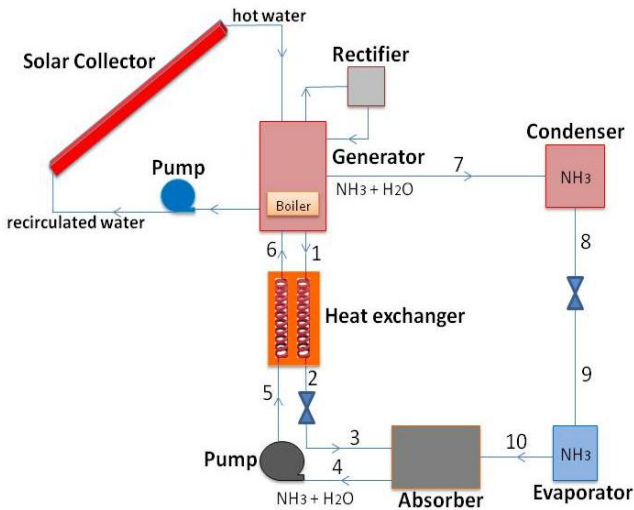 hot water
Solar Collector
Rectifier
Condenser
Pump
Generator
7
NH3
NH3 + H2O
Boiler
recirculated water
8
6
1
Heat exchanger
9
5
2
3
10
Pump
4
NH3
NH3 + H2O
Absorber
Evaporator